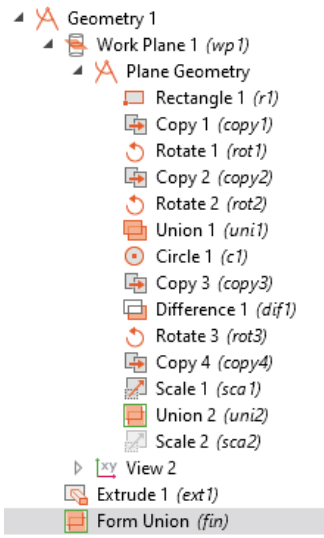 Geometry 1
Work Plane 1 (wp1)
Plane Geometry
Rectangle 1 (r1)
Copy 1 (copy1)
Rotate 1 (rot1)
Copy 2 (copy2)
Rotate 2 (rot2)
Union 1 (uni1)
Circle 1 (c1)
Copy 3 (copy3)
Difference 1 (dif1)
Rotate 3 (rot3)
Copy 4 (copy4)
Scale 1 (sca1)
Union 2 (uni2)
Scale 2 (sca2)
xy View 2
Extrude 1 (ext1)
Form Union (fin)